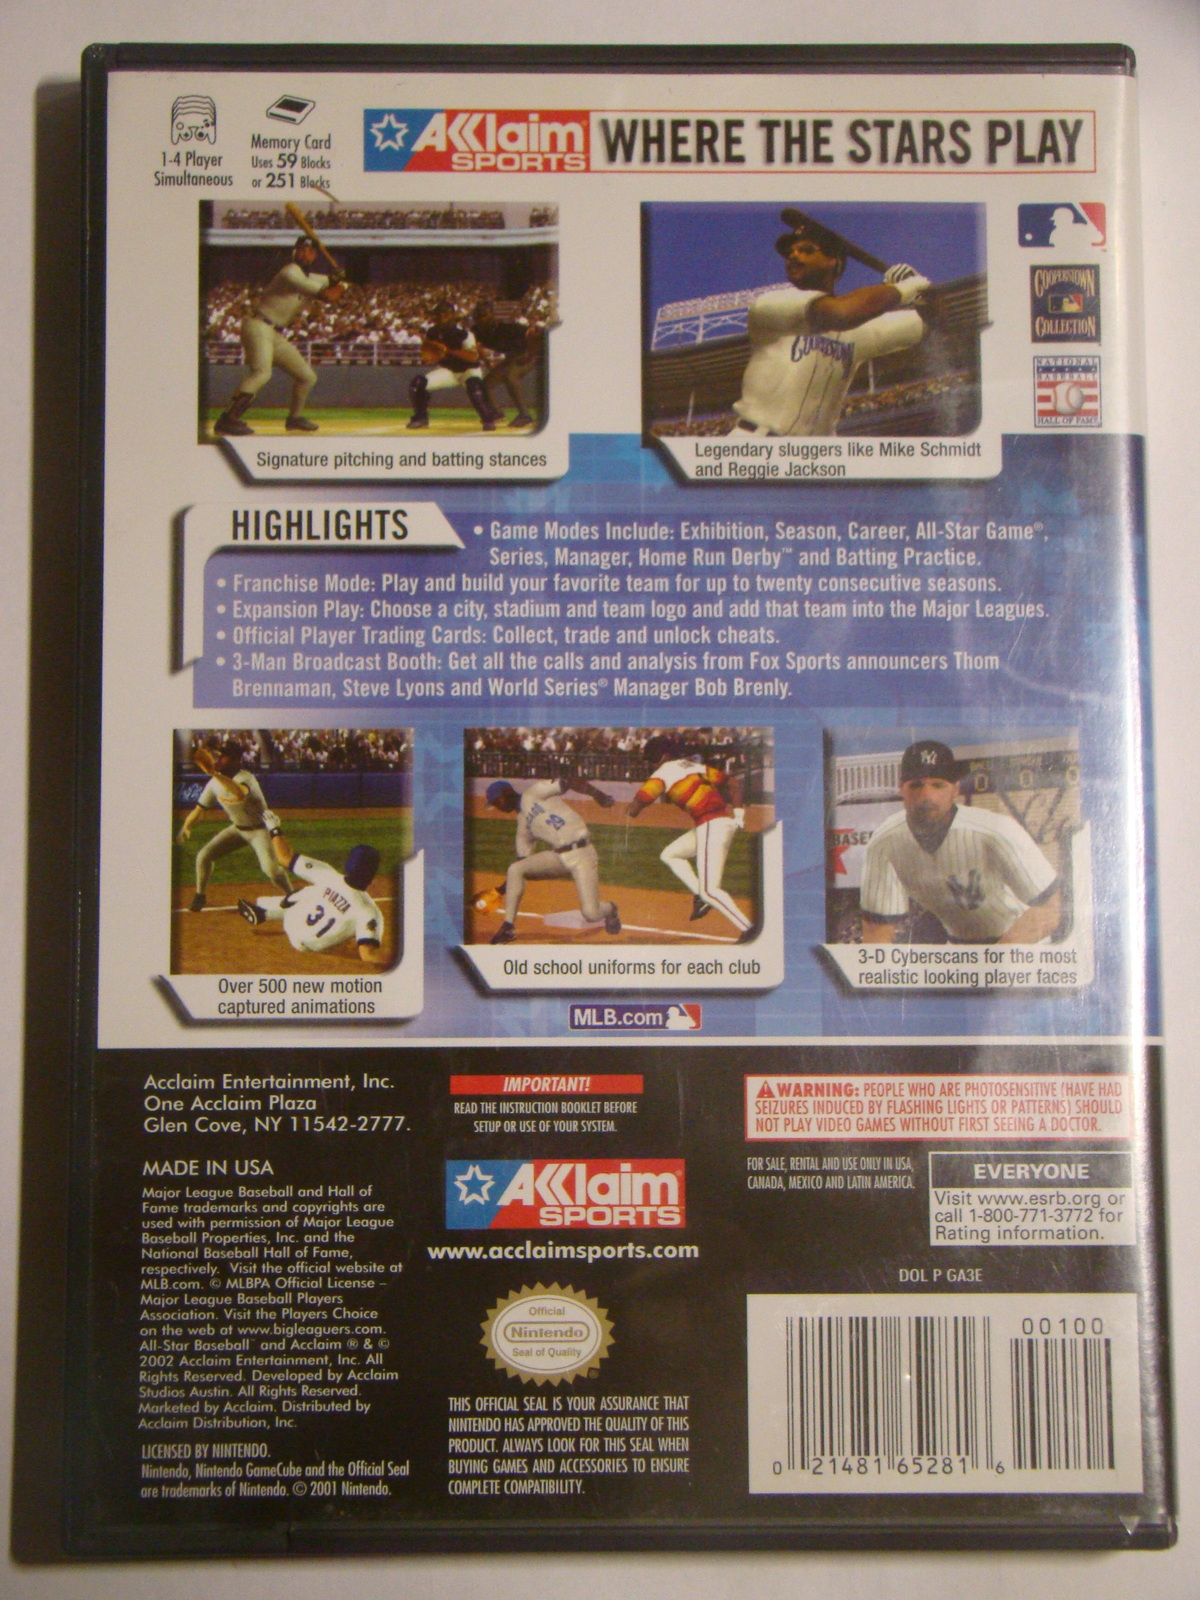 1-4 Player
Simultaneous
Memory Card
Uses 59 Blocks
or 251 Blocks
AKKlaim
SPORTS
WHERE THE STARS PLAY
COOPERSTOWN
COLLECTION
NATIONAL
BASEBALL
HALL OF FAME
Signature pitching and batting stances
Legendary sluggers like Mike Schmidt
and Reggie Jackson
HIGHLIGHTS
• Game Modes Include: Exhibition, Season, Career, All-Star Game®,
Series, Manager, Home Run Derby™ and Batting Practice.
• Franchise Mode: Play and build your favorite team for up to twenty consecutive seasons.
• Expansion Play: Choose a city, stadium and team logo and add that team into the Major Leagues.
• Official Player Trading Cards: Collect, trade and unlock cheats.
• 3-Man Broadcast Booth: Get all the calls and analysis from Fox Sports announcers Thom
Brennaman, Steve Lyons and World Series® Manager Bob Brenly.
PIAZZA
31
29
NY
BASE
NY
Over 500 new motion
captured animations
Old school uniforms for each club
3-D Cyberscans for the most
realistic looking player faces
MLB.com
Acclaim Entertainment, Inc.
One Acclaim Plaza
Glen Cove, NY 11542-2777.
MADE IN USA
Major League Baseball and Hall of
Fame trademarks and copyrights are
used with permission of Major League
Baseball Properties, Inc. and the
National Baseball Hall of Fame,
respectively. Visit the official website at
MLB.com. © MLBPA Official License –
Major League Baseball Players
Association. Visit the Players Choice
on the web at www.bigleaguers.com.
All-Star Baseball™ and Acclaim ® & ©
2002 Acclaim Entertainment, Inc. All
Rights Reserved. Developed by Acclaim
Studios Austin. All Rights Reserved.
Marketed by Acclaim. Distributed by
Acclaim Distribution, Inc.
LICENSED BY NINTENDO.
Nintendo, Nintendo GameCube and the Official Seal
are trademarks of Nintendo. © 2001 Nintendo.
IMPORTANT!
READ THE INSTRUCTION BOOKLET BEFORE
SETUP OR USE OF YOUR SYSTEM.
AKKlaim
SPORTS
www.acclaimsports.com
Official
Nintendo
Seal of Quality
THIS OFFICIAL SEAL IS YOUR ASSURANCE THAT
NINTENDO HAS APPROVED THE QUALITY OF THIS
PRODUCT. ALWAYS LOOK FOR THIS SEAL WHEN
BUYING GAMES AND ACCESSORIES TO ENSURE
COMPLETE COMPATIBILITY.
WARNING: PEOPLE WHO ARE PHOTOSENSITIVE (HAVE HAD
SEIZURES INDUCED BY FLASHING LIGHTS OR PATTERNS) SHOULD
NOT PLAY VIDEO GAMES WITHOUT FIRST SEEING A DOCTOR.
FOR SALE, RENTAL AND USE ONLY IN USA,
CANADA, MEXICO AND LATIN AMERICA.
EVERYONE
Visit www.esrb.org or
call 1-800-771-3772 for
Rating information.
DOL P GA3E
00100
0 21481 65281 6